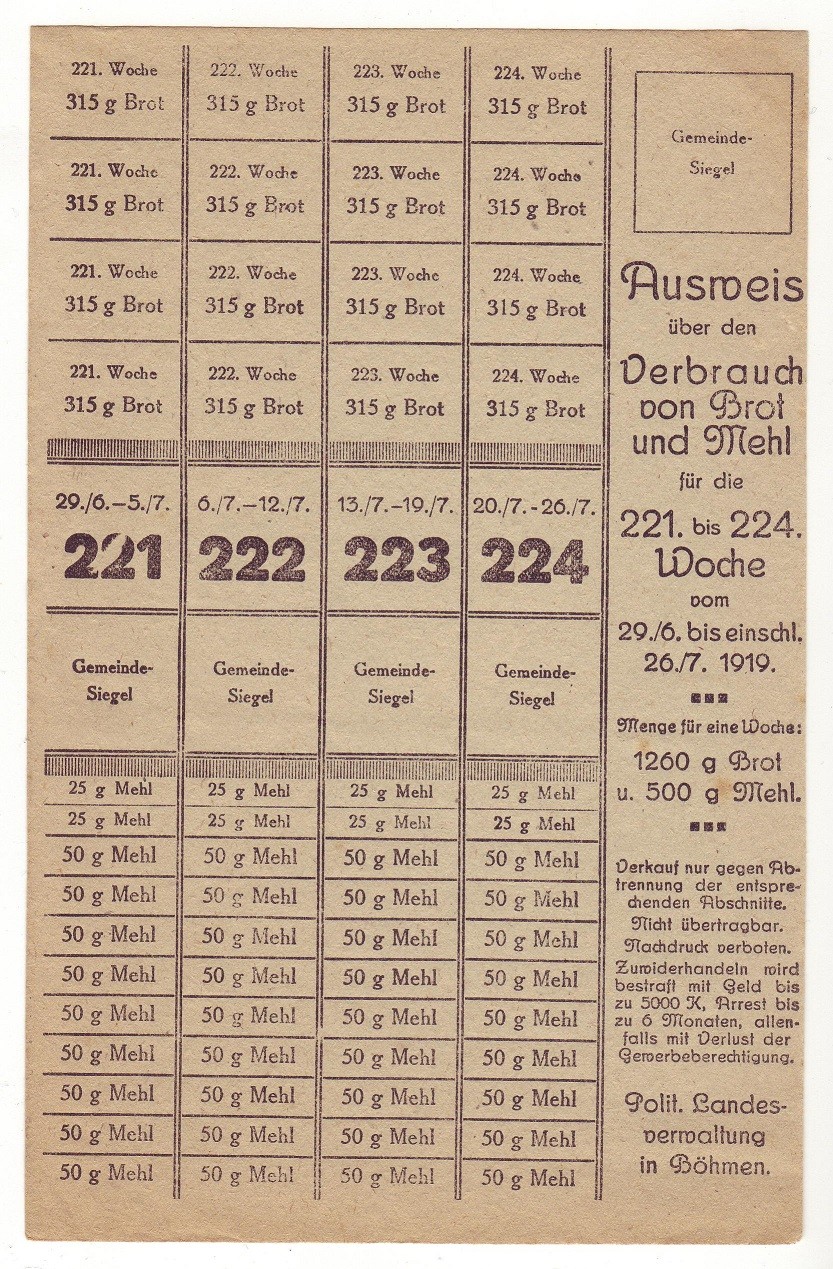 221. Woche
315 g Brot
221. Woche
315 g Brot
221. Woche
315 g Brot
221. Woche
315 g Brot
29./6.—5./7.
221
Gemeinde-
Siegel
25 g Mehl
25 g Mehl
50 g Mehl
50 g Mehl
50 g Mehl
50 g Mehl
50 g Mehl
50 g Mehl
50 g Mehl
50 g Mehl
50 g Mehl
222. Woche
315 g Brot
222. Woche
315 g Brot
222. Woche
315 g Brot
222. Woche
315 g Brot
6./7.—12./7.
222
Gemeinde-
Siegel
25 g Mehl
25 g Mehl
50 g Mehl
50 g Mehl
50 g Mehl
50 g Mehl
50 g Mehl
50 g Mehl
50 g Mehl
50 g Mehl
50 g Mehl
223. Woche
315 g Brot
223. Woche
315 g Brot
223. Woche
315 g Brot
223. Woche
315 g Brot
13./7.—19./7.
223
Gemeinde-
Siegel
25 g Mehl
25 g Mehl
50 g Mehl
50 g Mehl
50 g Mehl
50 g Mehl
50 g Mehl
50 g Mehl
50 g Mehl
50 g Mehl
50 g Mehl
224. Woche
315 g Brot
224. Woche
315 g Brot
224. Woche
315 g Brot
224. Woche
315 g Brot
20./7.-26./7.
224
Gemeinde-
Siegel
25 g Mehl
25 g Mehl
50 g Mehl
50 g Mehl
50 g Mehl
50 g Mehl
50 g Mehl
50 g Mehl
50 g Mehl
50 g Mehl
50 g Mehl
Gemeinde-
Siegel
Ausweis
über den
Verbrauch
von Brot
und Mehl
für die
221. bis 224.
Woche
vom
29./6. bis einschl.
26./7. 1919.
Menge für eine Woche:
1260 g Brot
u. 500 g Mehl.
Verkauf nur gegen Ab-
trennung der entspre-
chenden Abschnitte.
Nicht übertragbar.
Nachdruck verboten.
Zuwiderhandeln wird
bestraft mit Geld bis
zu 5000 K, Arrest bis
zu 6 Monaten, allen-
falls mit Verlust der
Gewerbeberechtigung.
Polit. Landes-
verwaltung
in Böhmen.